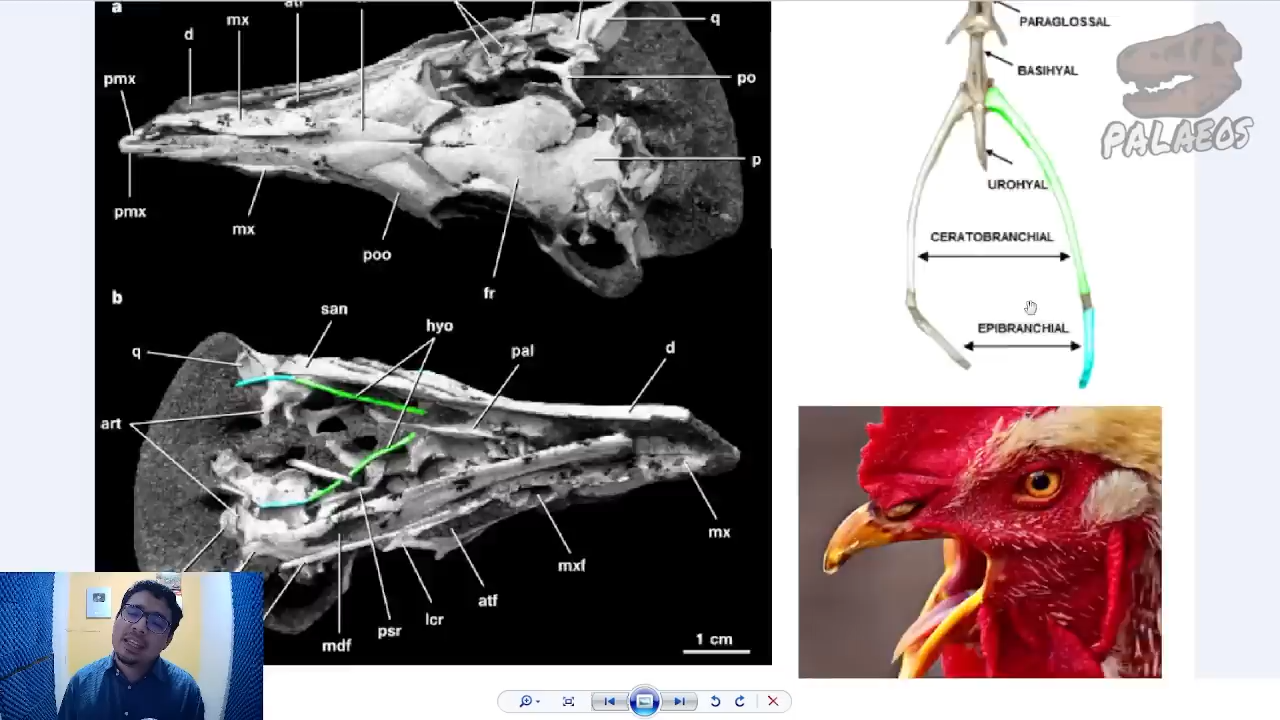 a
d
mx
q
pmx
po
p
pmx
mx
poo
fr
b
san
hyo
q
pal
d
art
mx
mxf
atf
lcr
psr
mdf
1 cm
PARAGLOSSAL
BASIHYAL
UROHYAL
CERATOBRANCHIAL
EPIBRANCHIAL
PALAEOS